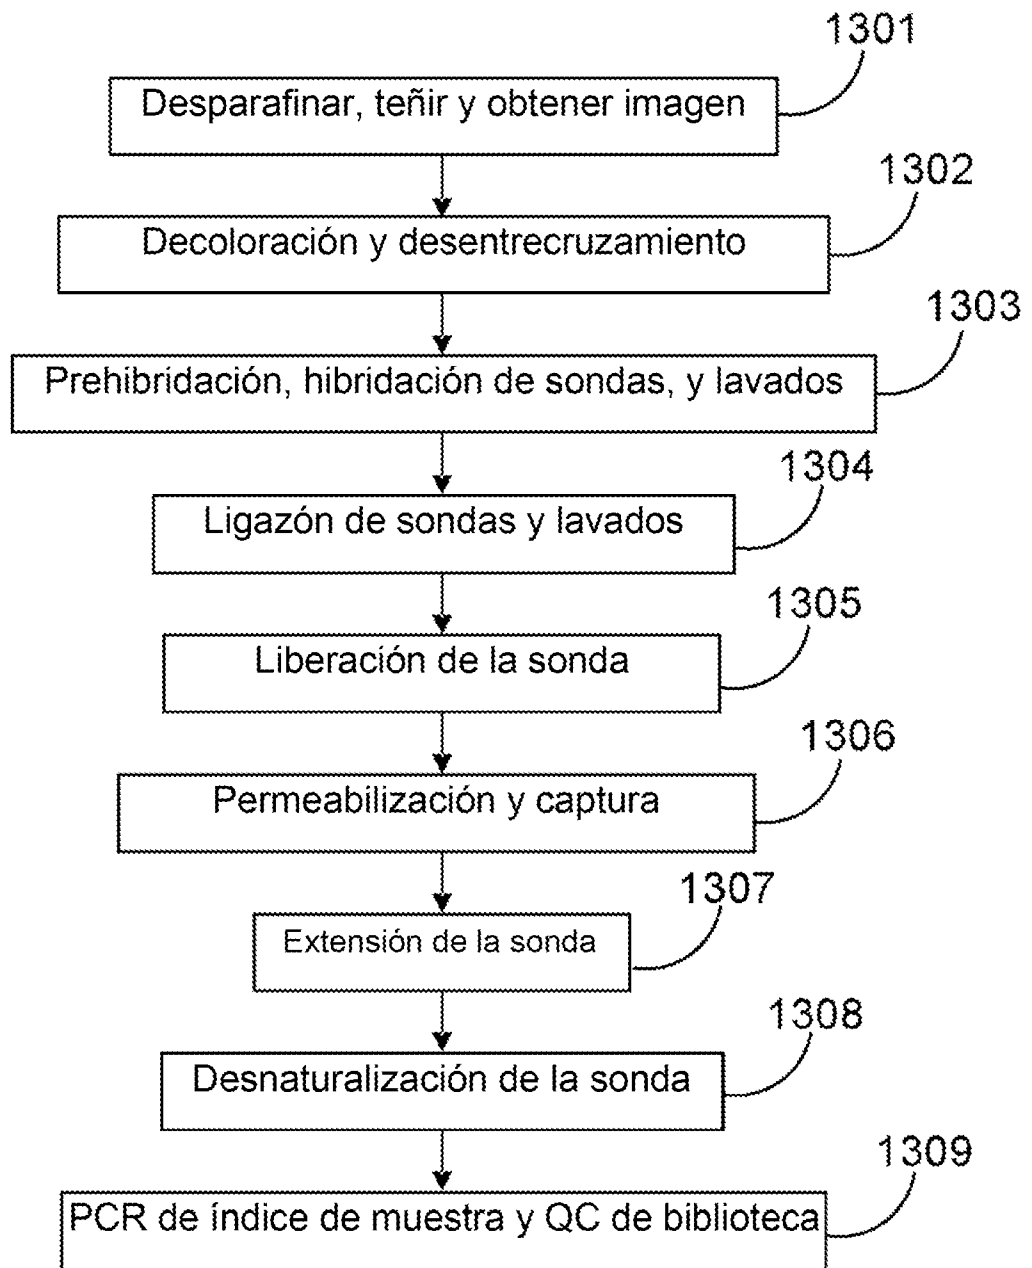 1301
Desparafinar, teñir y obtener imagen
1302
Decoloración y desentrecruzamiento
1303
Prehibridación, hibridación de sondas, y lavados
1304
Ligazón de sondas y lavados
1305
Liberación de la sonda
1306
Permeabilización y captura
1307
Extensión de la sonda
1308
Desnaturalización de la sonda
1309
PCR de índice de muestra y QC de biblioteca